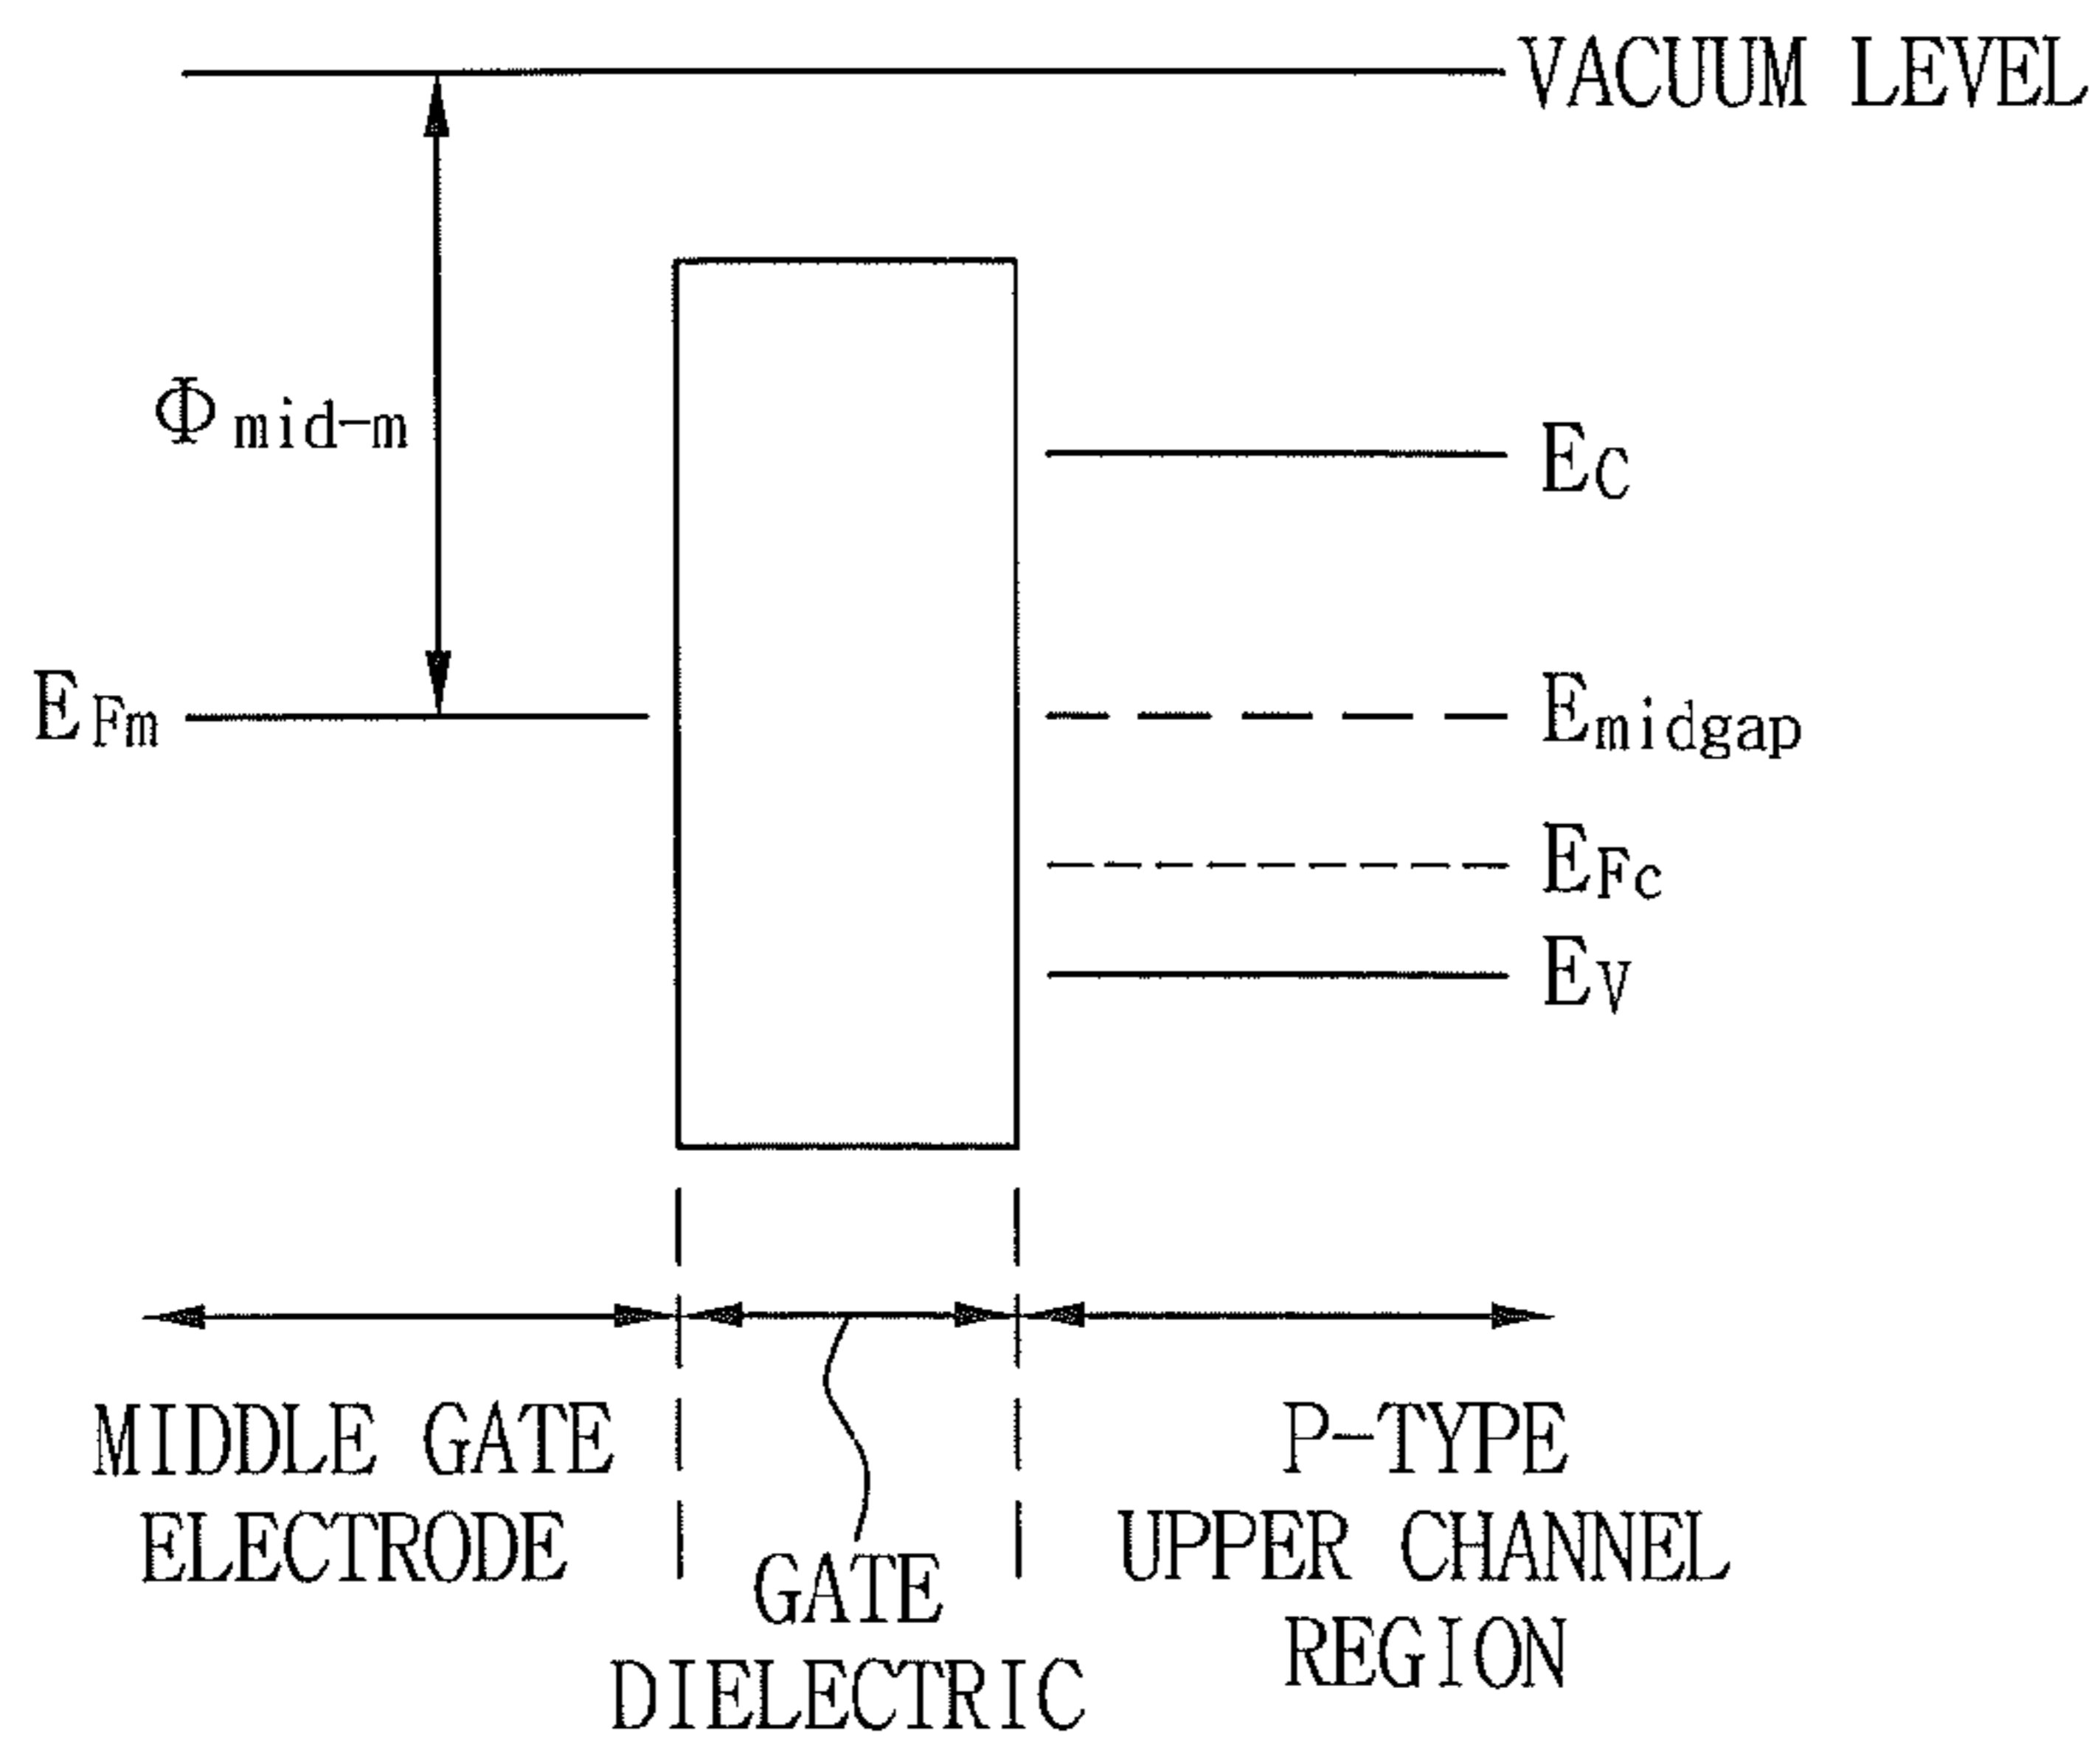 VACUUM LEVEL
Φmid-m
EC
EFm
Emidgap
EFc
EV
MIDDLE GATE
ELECTRODE
GATE
DIELECTRIC
P-TYPE
UPPER CHANNEL
REGION